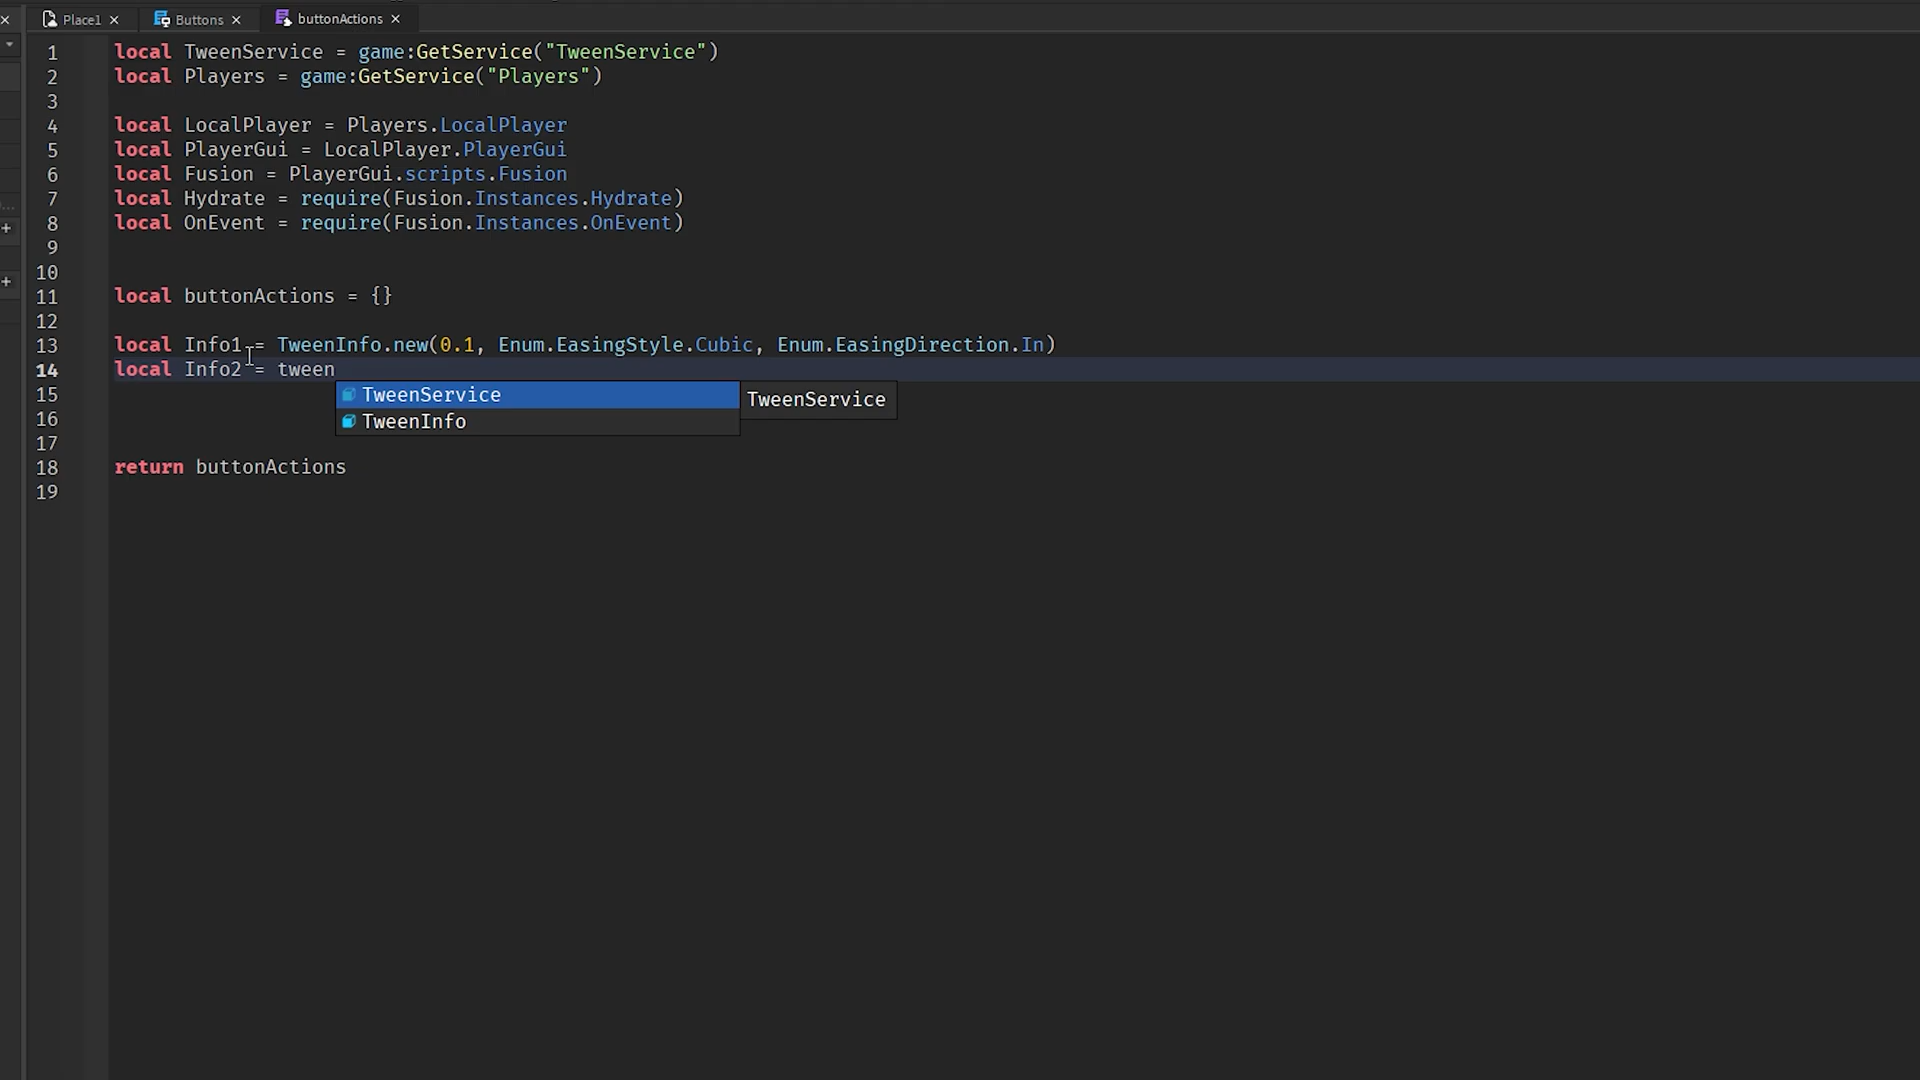 Place1 Buttons buttonActions
1 local TweenService = game:GetService("TweenService")
2 local Players = game:GetService("Players")
3
4 local LocalPlayer = Players.LocalPlayer
5 local PlayerGui = LocalPlayer.PlayerGui
6 local Fusion = PlayerGui.scripts.Fusion
7 local Hydrate = require(Fusion.Instances.Hydrate)
8 local OnEvent = require(Fusion.Instances.OnEvent)
9
10
11 local buttonActions = {}
12
13 local Info1 = TweenInfo.new(0.1, Enum.EasingStyle.Cubic, Enum.EasingDirection.In)
14 local Info2 = tween
15 TweenService TweenService
16 TweenInfo
17
18 return buttonActions
19